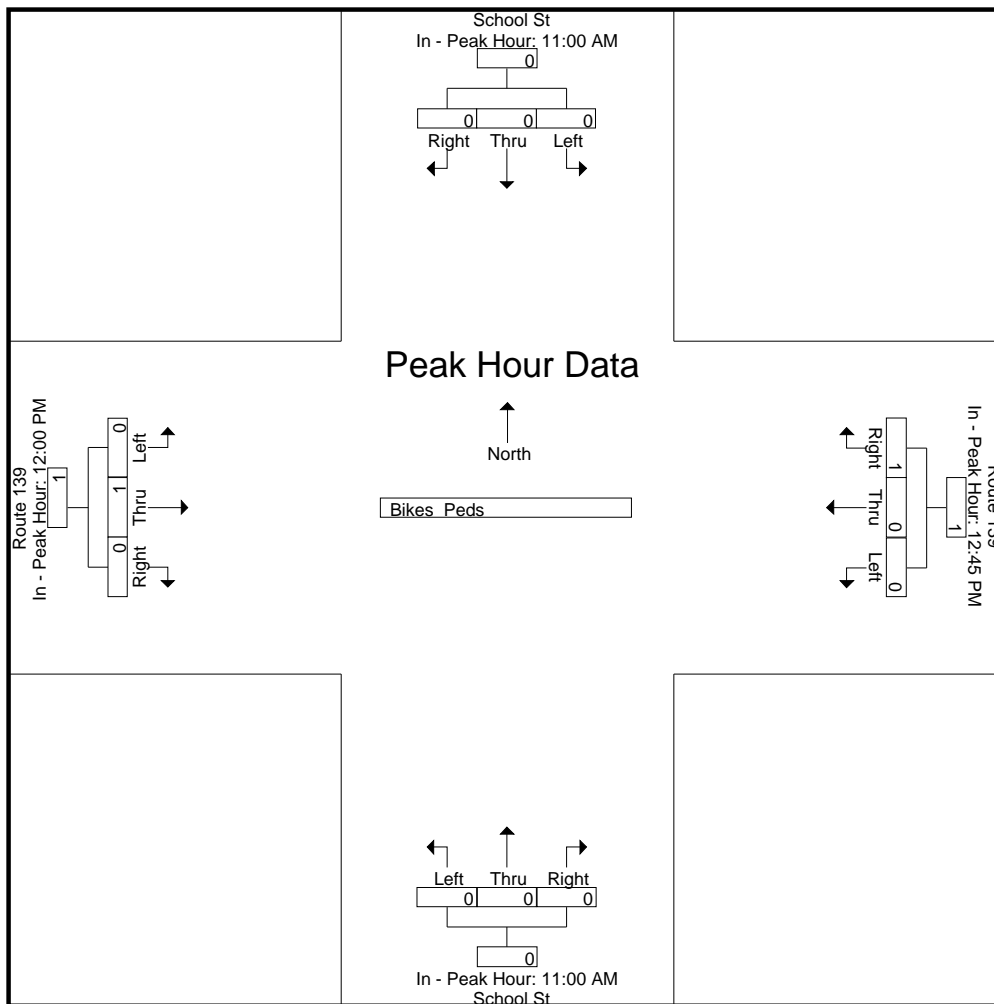 School St
In - Peak Hour: 11:00 AM
0
0 0 0
Right Thru Left
Peak Hour Data
North
Bikes Peds
Route 139
In - Peak Hour: 12:00 PM
1
0 1 0
Left Thru Right
Route 139
In - Peak Hour: 12:45 PM
1
1 0 0
Right Thru Left
Left Thru Right
0 0 0
0
In - Peak Hour: 11:00 AM
School St